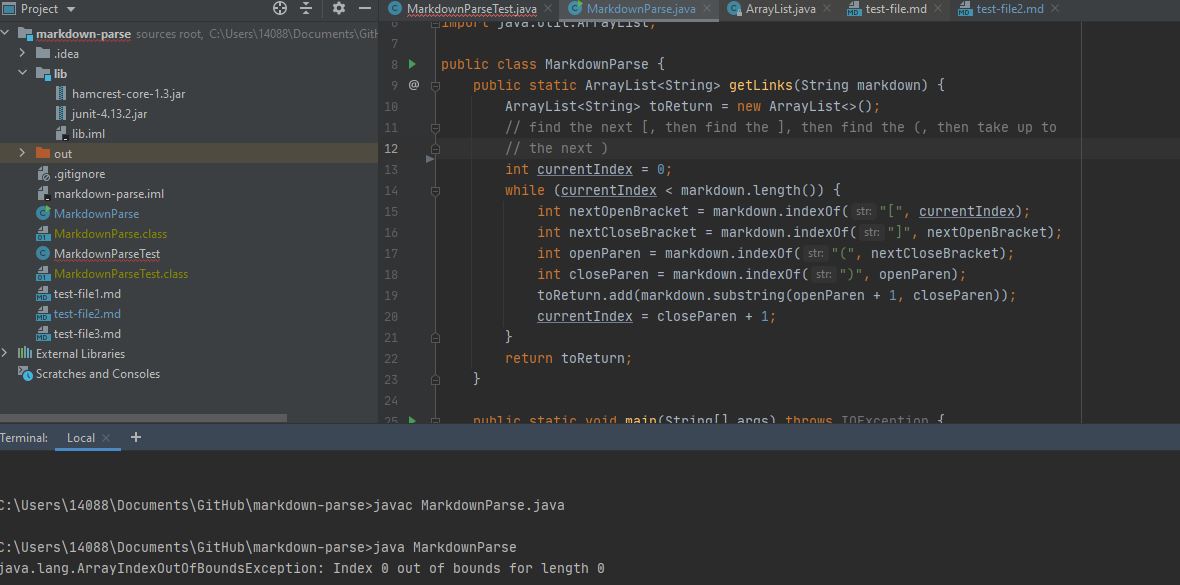 Project
MarkdownParseTest.java
MarkdownParse.java
ArrayList.java
test-file.md
test-file2.md
markdown-parse sources root, C:\Users\14088\Documents\GitH
.idea
lib
hamcrest-core-1.3.jar
junit-4.13.2.jar
lib.iml
out
.gitignore
markdown-parse.iml
MarkdownParse
MarkdownParse.class
MarkdownParseTest
MarkdownParseTest.class
test-file1.md
test-file2.md
test-file3.md
External Libraries
Scratches and Consoles
6 import java.util.ArrayList;
7
8 public class MarkdownParse {
9 @ public static ArrayList<String> getLinks(String markdown) {
10 ArrayList<String> toReturn = new ArrayList<>();
11 // find the next [, then find the ], then find the (, then take up to
12 // the next )
13 int currentIndex = 0;
14 while (currentIndex < markdown.length()) {
15 int nextOpenBracket = markdown.indexOf( str: "[", currentIndex);
16 int nextCloseBracket = markdown.indexOf( str: "]", nextOpenBracket);
17 int openParen = markdown.indexOf( str: "(", nextCloseBracket);
18 int closeParen = markdown.indexOf( str: ")", openParen);
19 toReturn.add(markdown.substring(openParen + 1, closeParen));
20 currentIndex = closeParen + 1;
21 }
22 return toReturn;
23 }
24
25 public static void main(String[] args) throws IOException {
Terminal: Local +
C:\Users\14088\Documents\GitHub\markdown-parse>javac MarkdownParse.java
C:\Users\14088\Documents\GitHub\markdown-parse>java MarkdownParse
java.lang.ArrayIndexOutOfBoundsException: Index 0 out of bounds for length 0